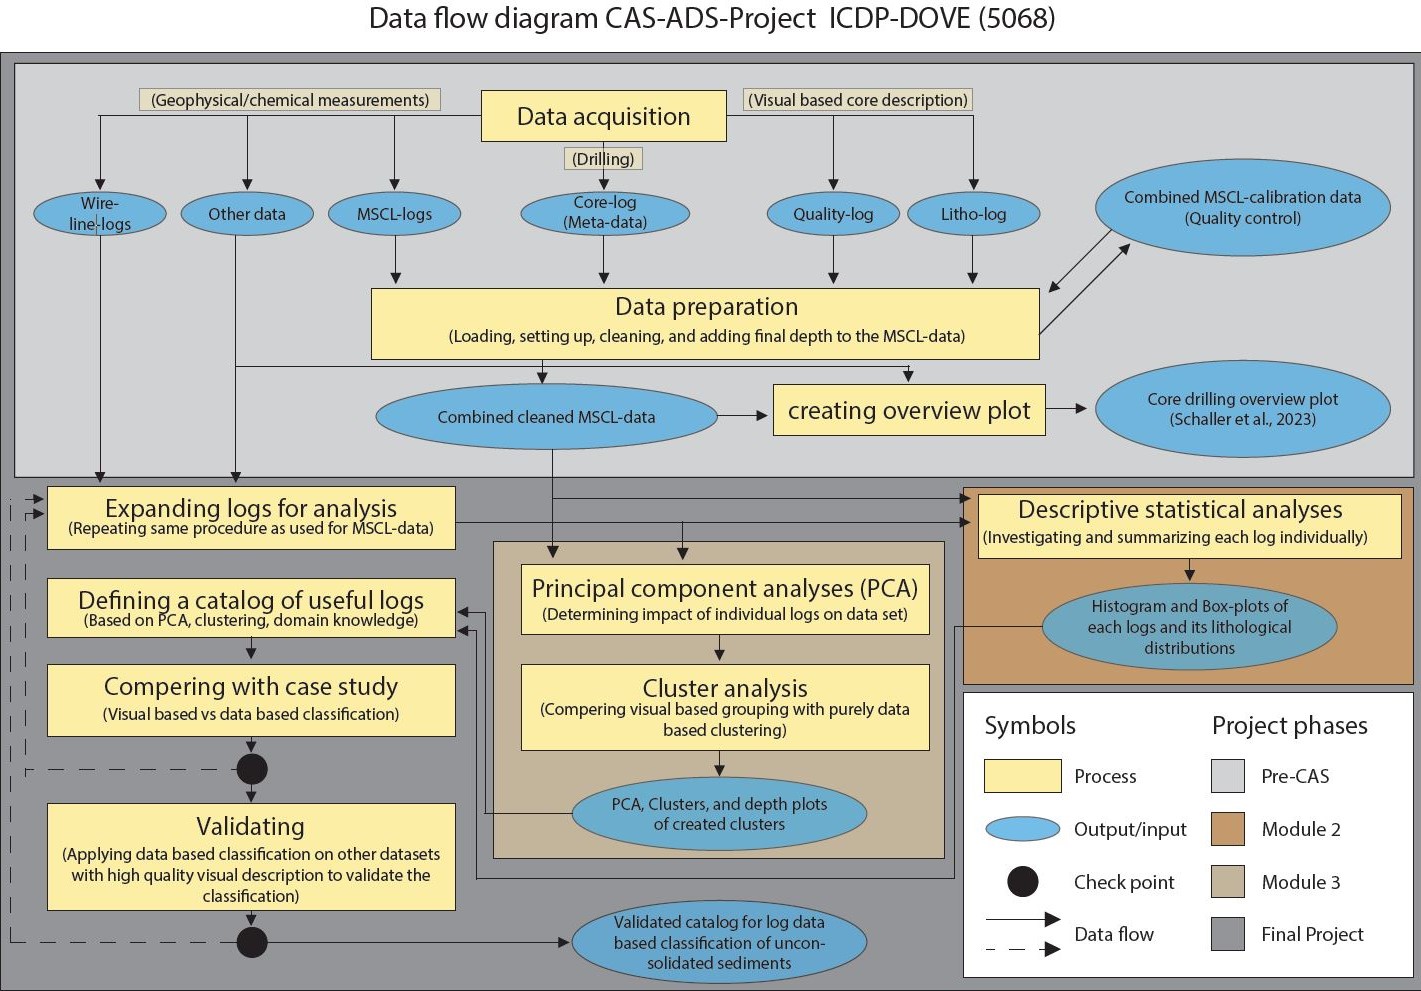 Data flow diagram CAS-ADS-Project ICDP-DOVE (5068)
(Geophysical/chemical measurements)
Data acquisition
(Visual based core description)
(Drilling)
Wire-
line-logs
Other data
MSCL-logs
Core-log
(Meta-data)
Quality-log
Litho-log
Combined MSCL-calibration data
(Quality control)
Data preparation
(Loading, setting up, cleaning, and adding final depth to the MSCL-data)
Combined cleaned MSCL-data
creating overview plot
Core drilling overview plot
(Schaller et al., 2023)
Expanding logs for analysis
(Repeating same procedure as used for MSCL-data)
Descriptive statistical analyses
(Investigating and summarizing each log individually)
Histogram and Box-plots of
each logs and its lithological
distributions
Principal component analyses (PCA)
(Determining impact of individual logs on data set)
Cluster analysis
(Compering visual based grouping with purely data
based clustering)
PCA, Clusters, and depth plots
of created clusters
Defining a catalog of useful logs
(Based on PCA, clustering, domain knowledge)
Compering with case study
(Visual based vs data based classification)
Validating
(Applying data based classification on other datasets
with high quality visual description to validate the
classification)
Validated catalog for log data
based classification of uncon-
solidated sediments
Symbols
Process
Output/input
Check point
Data flow
Project phases
Pre-CAS
Module 2
Module 3
Final Project